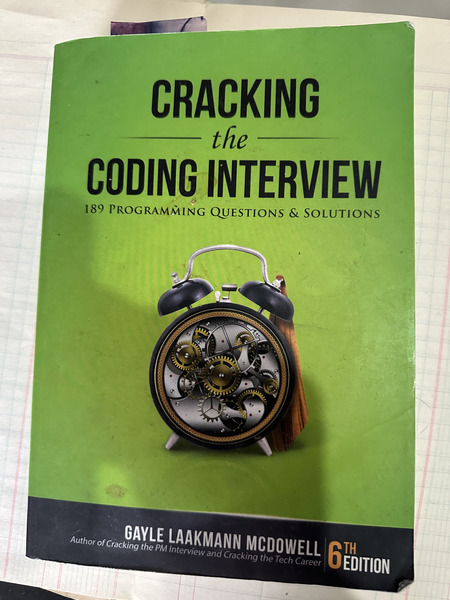 CRACKING
the
CODING INTERVIEW
189 PROGRAMMING QUESTIONS & SOLUTIONS
GAYLE LAAKMANN MCDOWELL
Author of Cracking the PM Interview and Cracking the Tech Career
6TH
EDITION